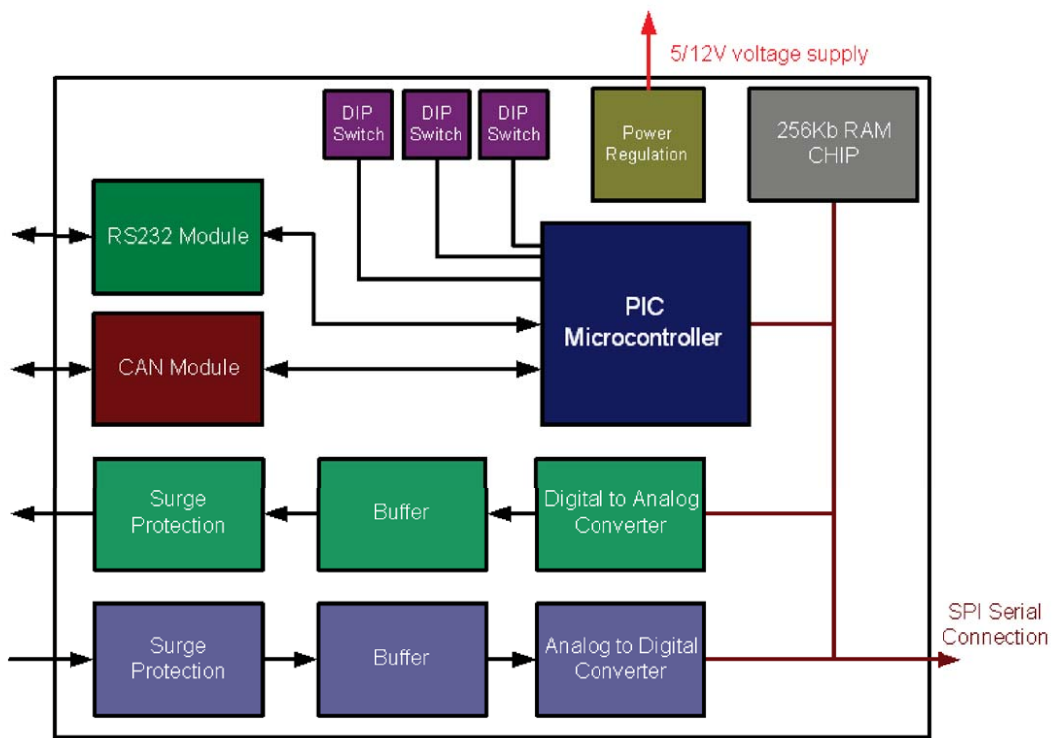 5/12V voltage supply
DIP
Switch
DIP
Switch
DIP
Switch
Power
Regulation
256Kb RAM
CHIP
RS232 Module
PIC
Microcontroller
CAN Module
Surge
Protection
Buffer
Digital to Analog
Converter
Surge
Protection
Buffer
Analog to Digital
Converter
SPI Serial
Connection